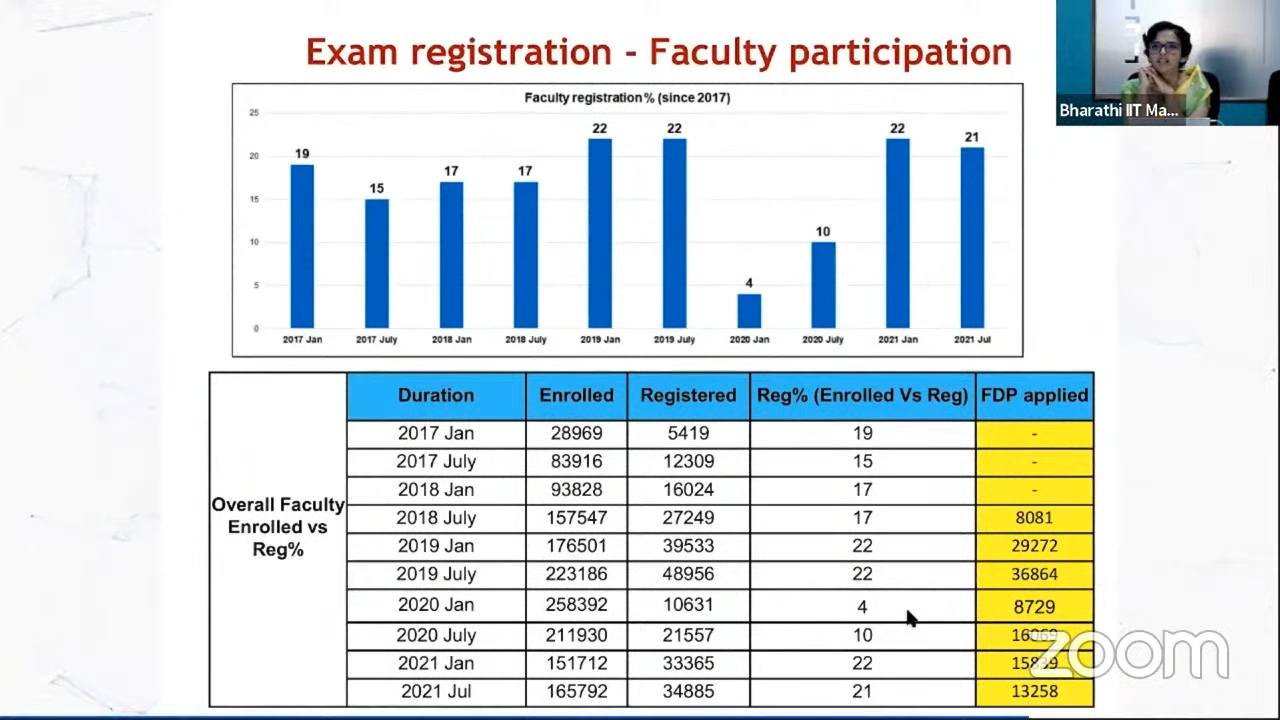 Exam registration - Faculty participation
Bharathi IIT Ma...
Faculty registration% (since 2017)
25
20
15
10
5
0
19
15
17
17
22
22
4
10
22
21
2017 Jan 2017 July 2018 Jan 2018 July 2019 Jan 2019 July 2020 Jan 2020 July 2021 Jan 2021 Jul
Duration Enrolled Registered Reg% (Enrolled Vs Reg) FDP applied
2017 Jan 28969 5419 19 -
2017 July 83916 12309 15 -
2018 Jan 93828 16024 17 -
2018 July 157547 27249 17 8081
2019 Jan 176501 39533 22 29272
2019 July 223186 48956 22 36864
2020 Jan 258392 10631 4 8729
2020 July 211930 21557 10
2021 Jan 151712 33365 22 15839
2021 Jul 165792 34885 21 13258
Overall Faculty
Enrolled vs
Reg%
zoom